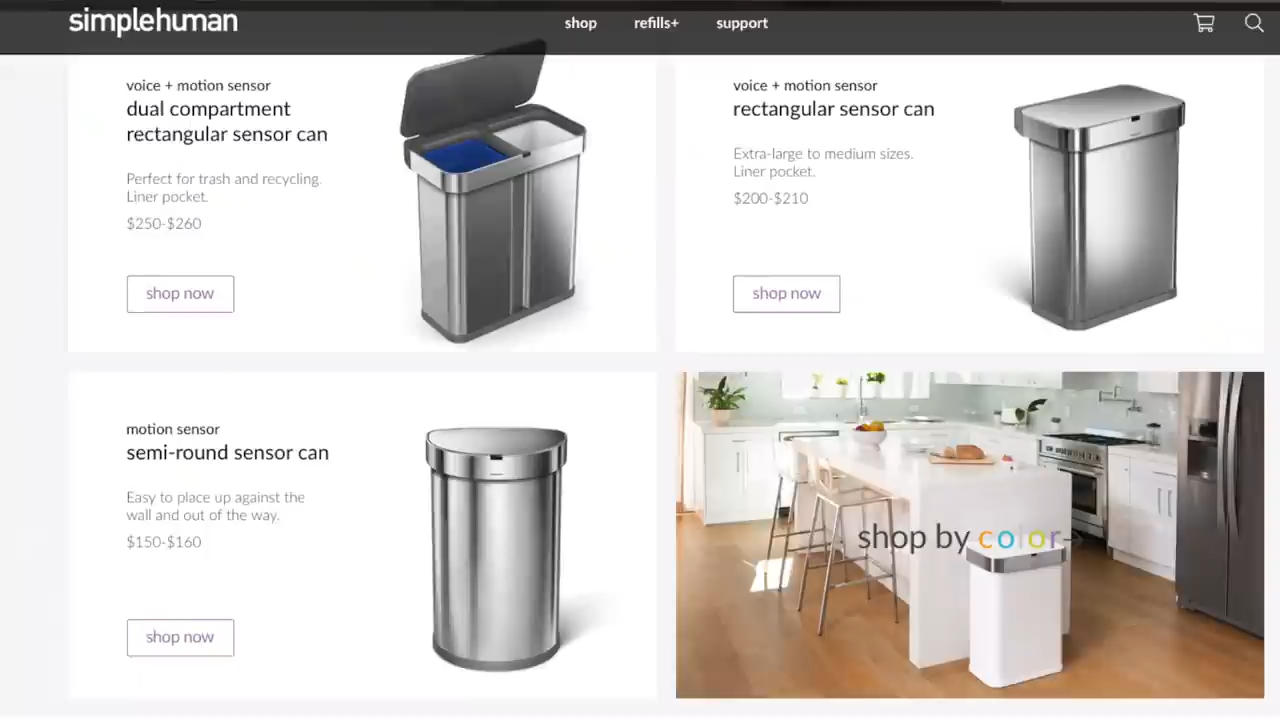 simplehuman
shop
refills+
support
voice + motion sensor
dual compartment
rectangular sensor can
Perfect for trash and recycling.
Liner pocket.
$250-$260
shop now
voice + motion sensor
rectangular sensor can
Extra-large to medium sizes.
Liner pocket.
$200-$210
shop now
motion sensor
semi-round sensor can
Easy to place up against the
wall and out of the way.
$150-$160
shop now
shop by color